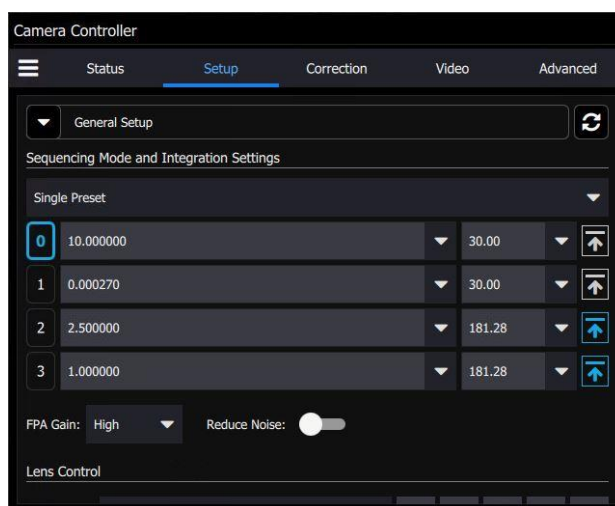 Camera Controller
Status Setup Correction Video Advanced
General Setup
Sequencing Mode and Integration Settings
Single Preset
0 10.000000 30.00
1 0.000270 30.00
2 2.500000 181.28
3 1.000000 181.28
FPA Gain: High Reduce Noise:
Lens Control